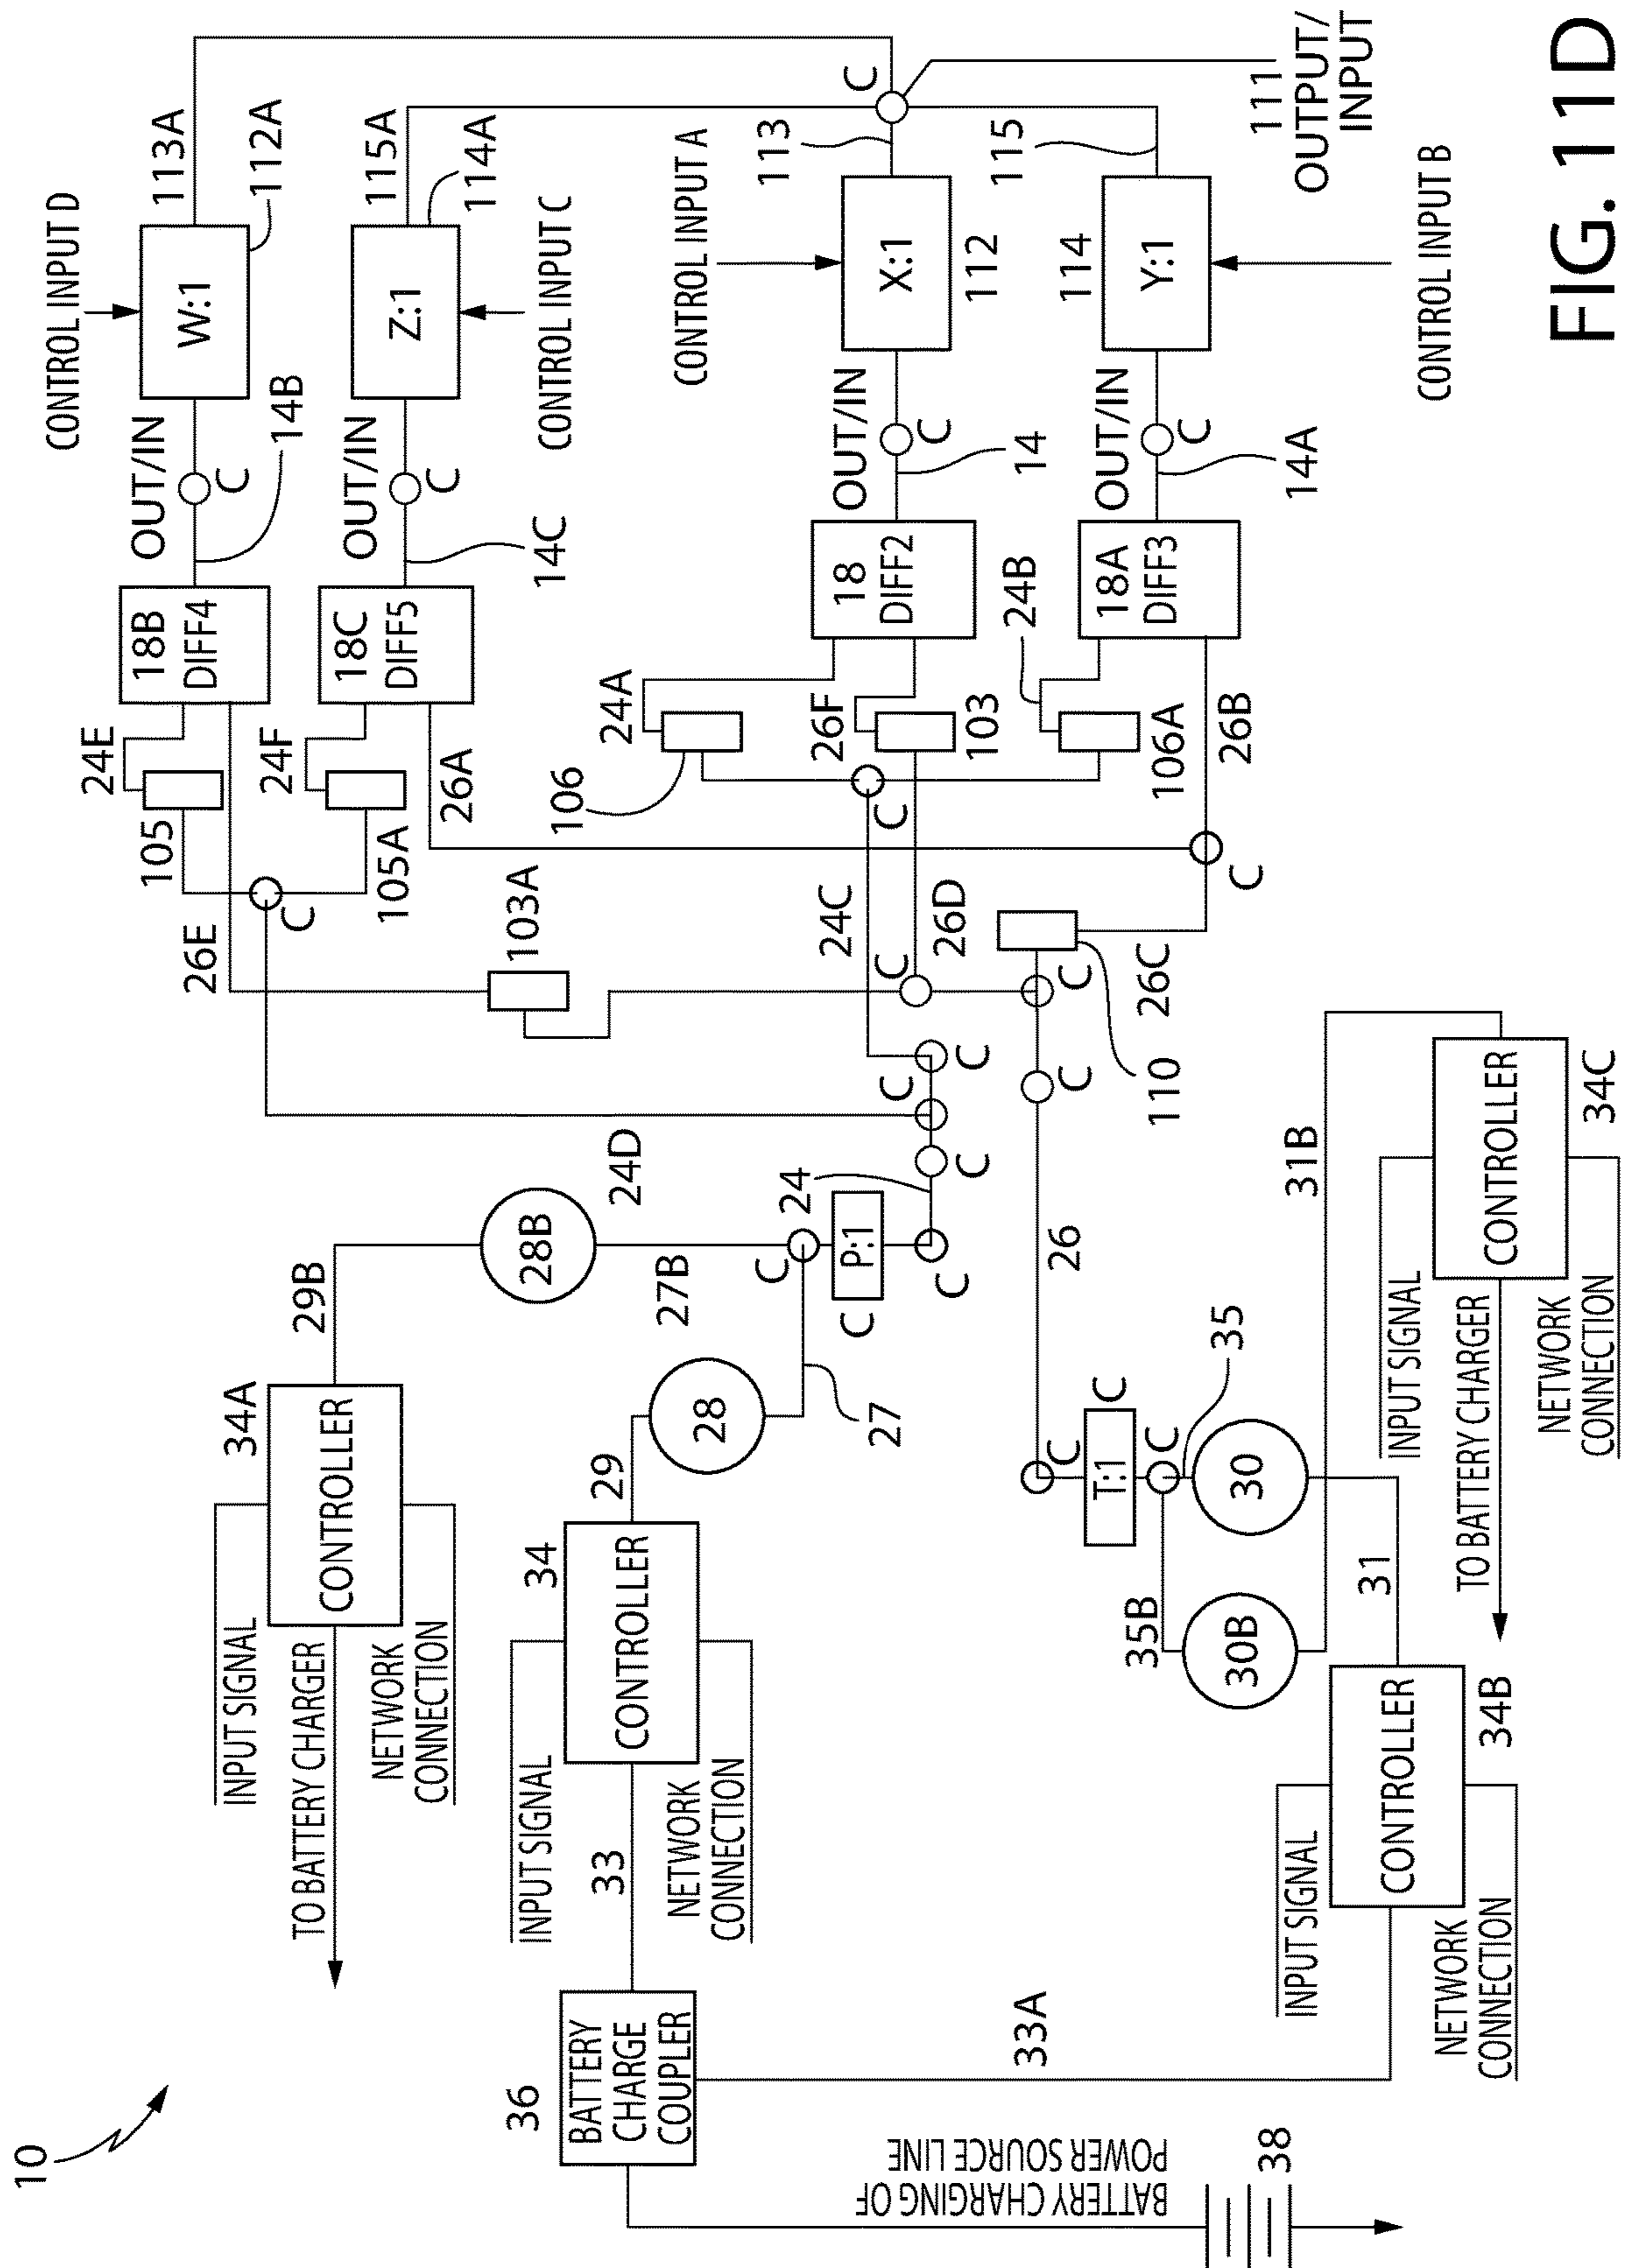 10
36
BATTERY
CHARGE
COUPLER
BATTERY CHARGING OF
POWER SOURCE LINE
38
33
33A
INPUT SIGNAL
TO BATTERY CHARGER
NETWORK
CONNECTION
34A
CONTROLLER
29B
28B
27B
INPUT SIGNAL
NETWORK
CONNECTION
34
CONTROLLER
29
28
27
C
C
P:1
C
24
24D
C
C
C
INPUT SIGNAL
NETWORK
CONNECTION
CONTROLLER
34B
31
35B
30B
30
35
C
T:1
C
C
26
31B
INPUT SIGNAL
TO BATTERY CHARGER
NETWORK
CONNECTION
CONTROLLER
34C
C
C
110
26C
C
26D
24C
C
C
26E
103A
C
105
105A
24E
24F
26A
106
24A
26F
103
24B
106A
26B
C
18B
DIFF4
18C
DIFF5
18
DIFF2
18A
DIFF3
OUT/IN
C
14B
OUT/IN
C
14C
OUT/IN
C
14
OUT/IN
C
14A
CONTROL INPUT D
W:1
112A
113A
CONTROL INPUT C
Z:1
114A
115A
CONTROL INPUT A
X:1
112
113
CONTROL INPUT B
Y:1
114
115
C
111
OUTPUT/
INPUT
FIG. 11D